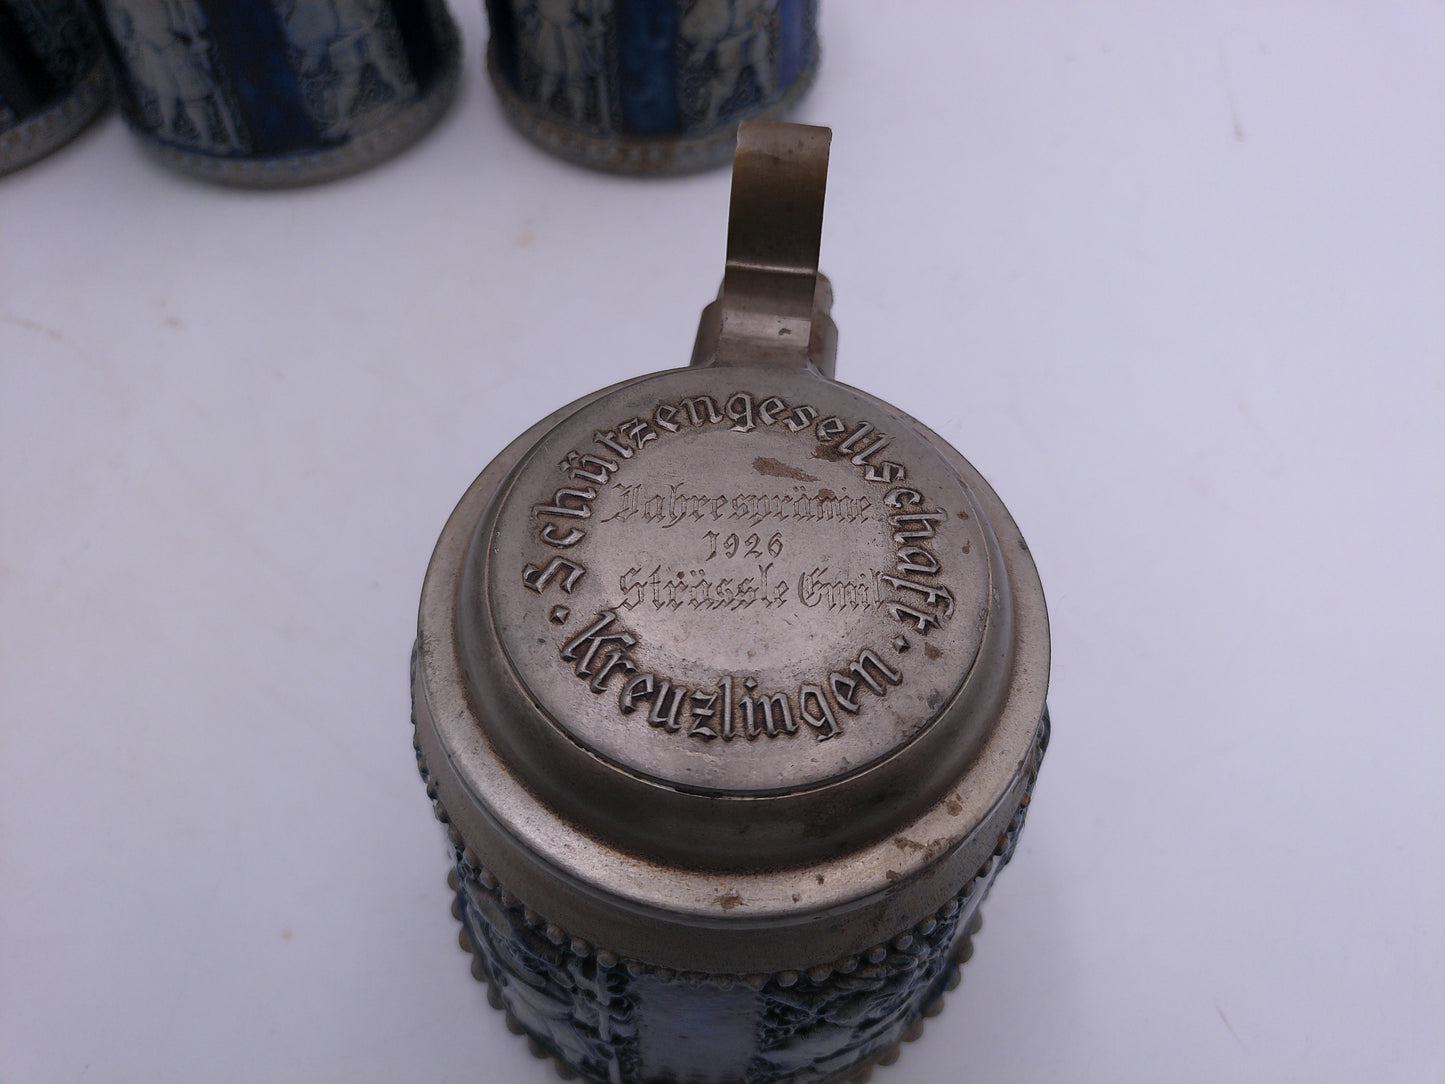 Schützengesellschaft
Jahresprämie
1926
Strässle Emil
· Kreuzlingen ·